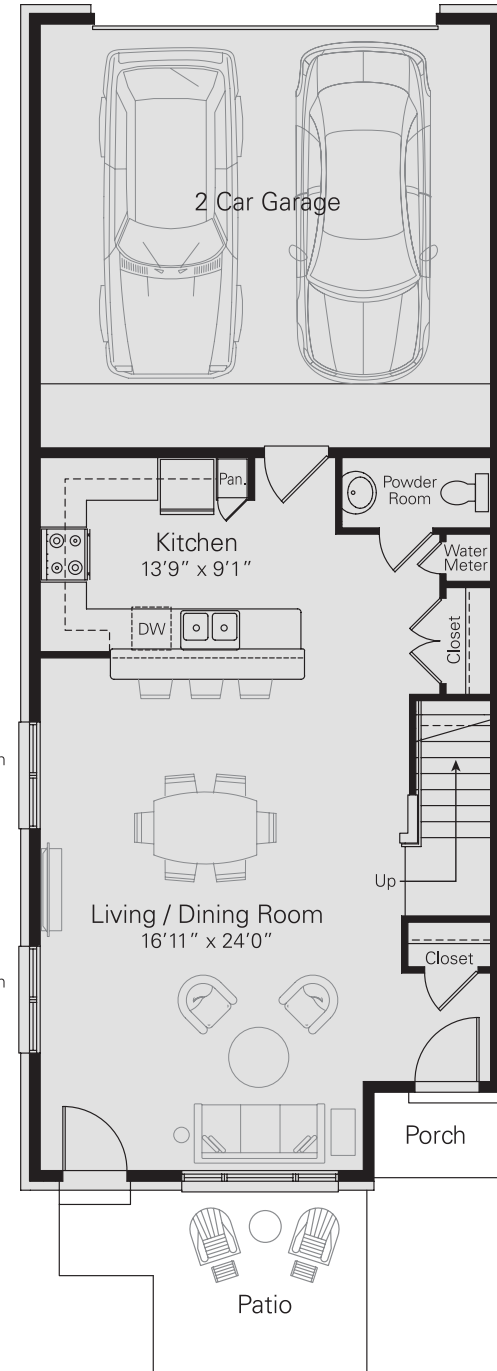 2 Car Garage
Pan.
Powder
Room
Kitchen
13'9" x 9'1"
Water
Meter
DW
Closet
n
Up
Living / Dining Room
16'11" x 24'0"
Closet
n
Porch
Patio